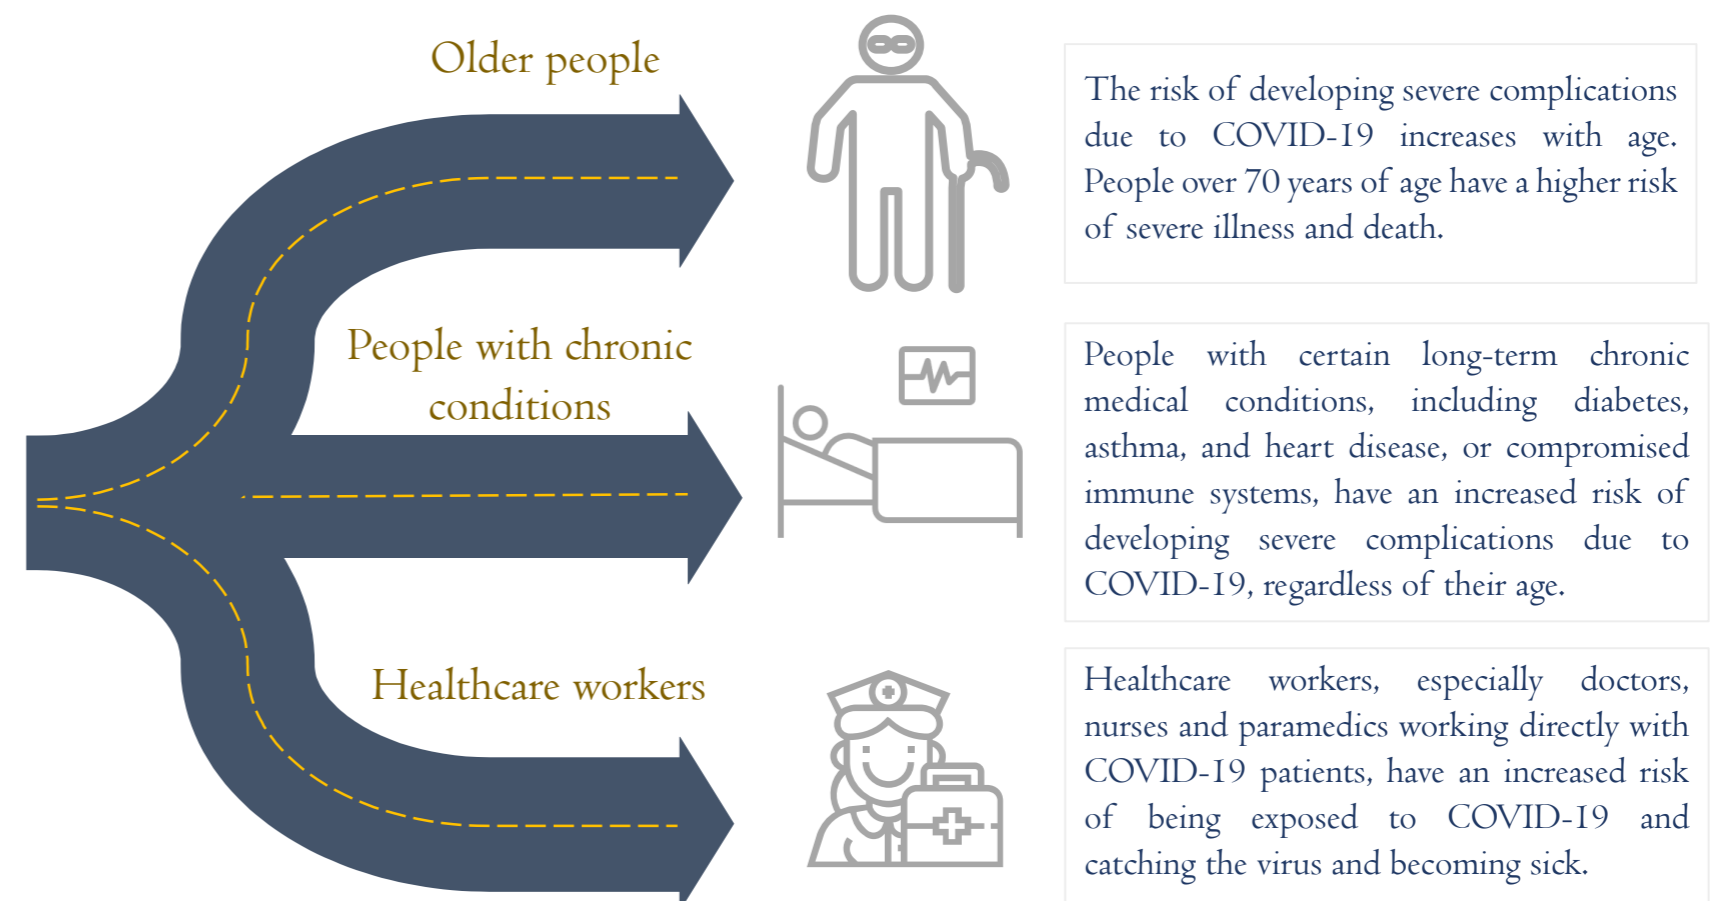 Older people
The risk of developing severe complications
due to COVID-19 increases with age.
People over 70 years of age have a higher risk
of severe illness and death.
People with chronic
conditions
People with certain long-term chronic
medical conditions, including diabetes,
asthma, and heart disease, or compromised
immune systems, have an increased risk of
developing severe complications due to
COVID-19, regardless of their age.
Healthcare workers
Healthcare workers, especially doctors,
nurses and paramedics working directly with
COVID-19 patients, have an increased risk
of being exposed to COVID-19 and
catching the virus and becoming sick.